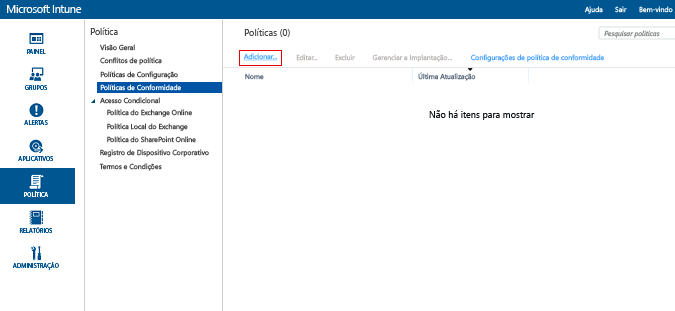 Microsoft Intune
Ajuda Sair Bem-vindo
PAINEL
GRUPOS
ALERTAS
APLICATIVOS
POLÍTICA
RELATÓRIOS
ADMINISTRAÇÃO
Política
Visão Geral
Conflitos de política
Políticas de Configuração
Políticas de Conformidade
Acesso Condicional
Política do Exchange Online
Política Local do Exchange
Política do SharePoint Online
Registro de Dispositivo Corporativo
Termos e Condições
Políticas (0)
Pesquisar políticas
Adicionar... Editar... Excluir Gerenciar a Implantação... Configurações de política de conformidade
Nome Última Atualização
Não há itens para mostrar